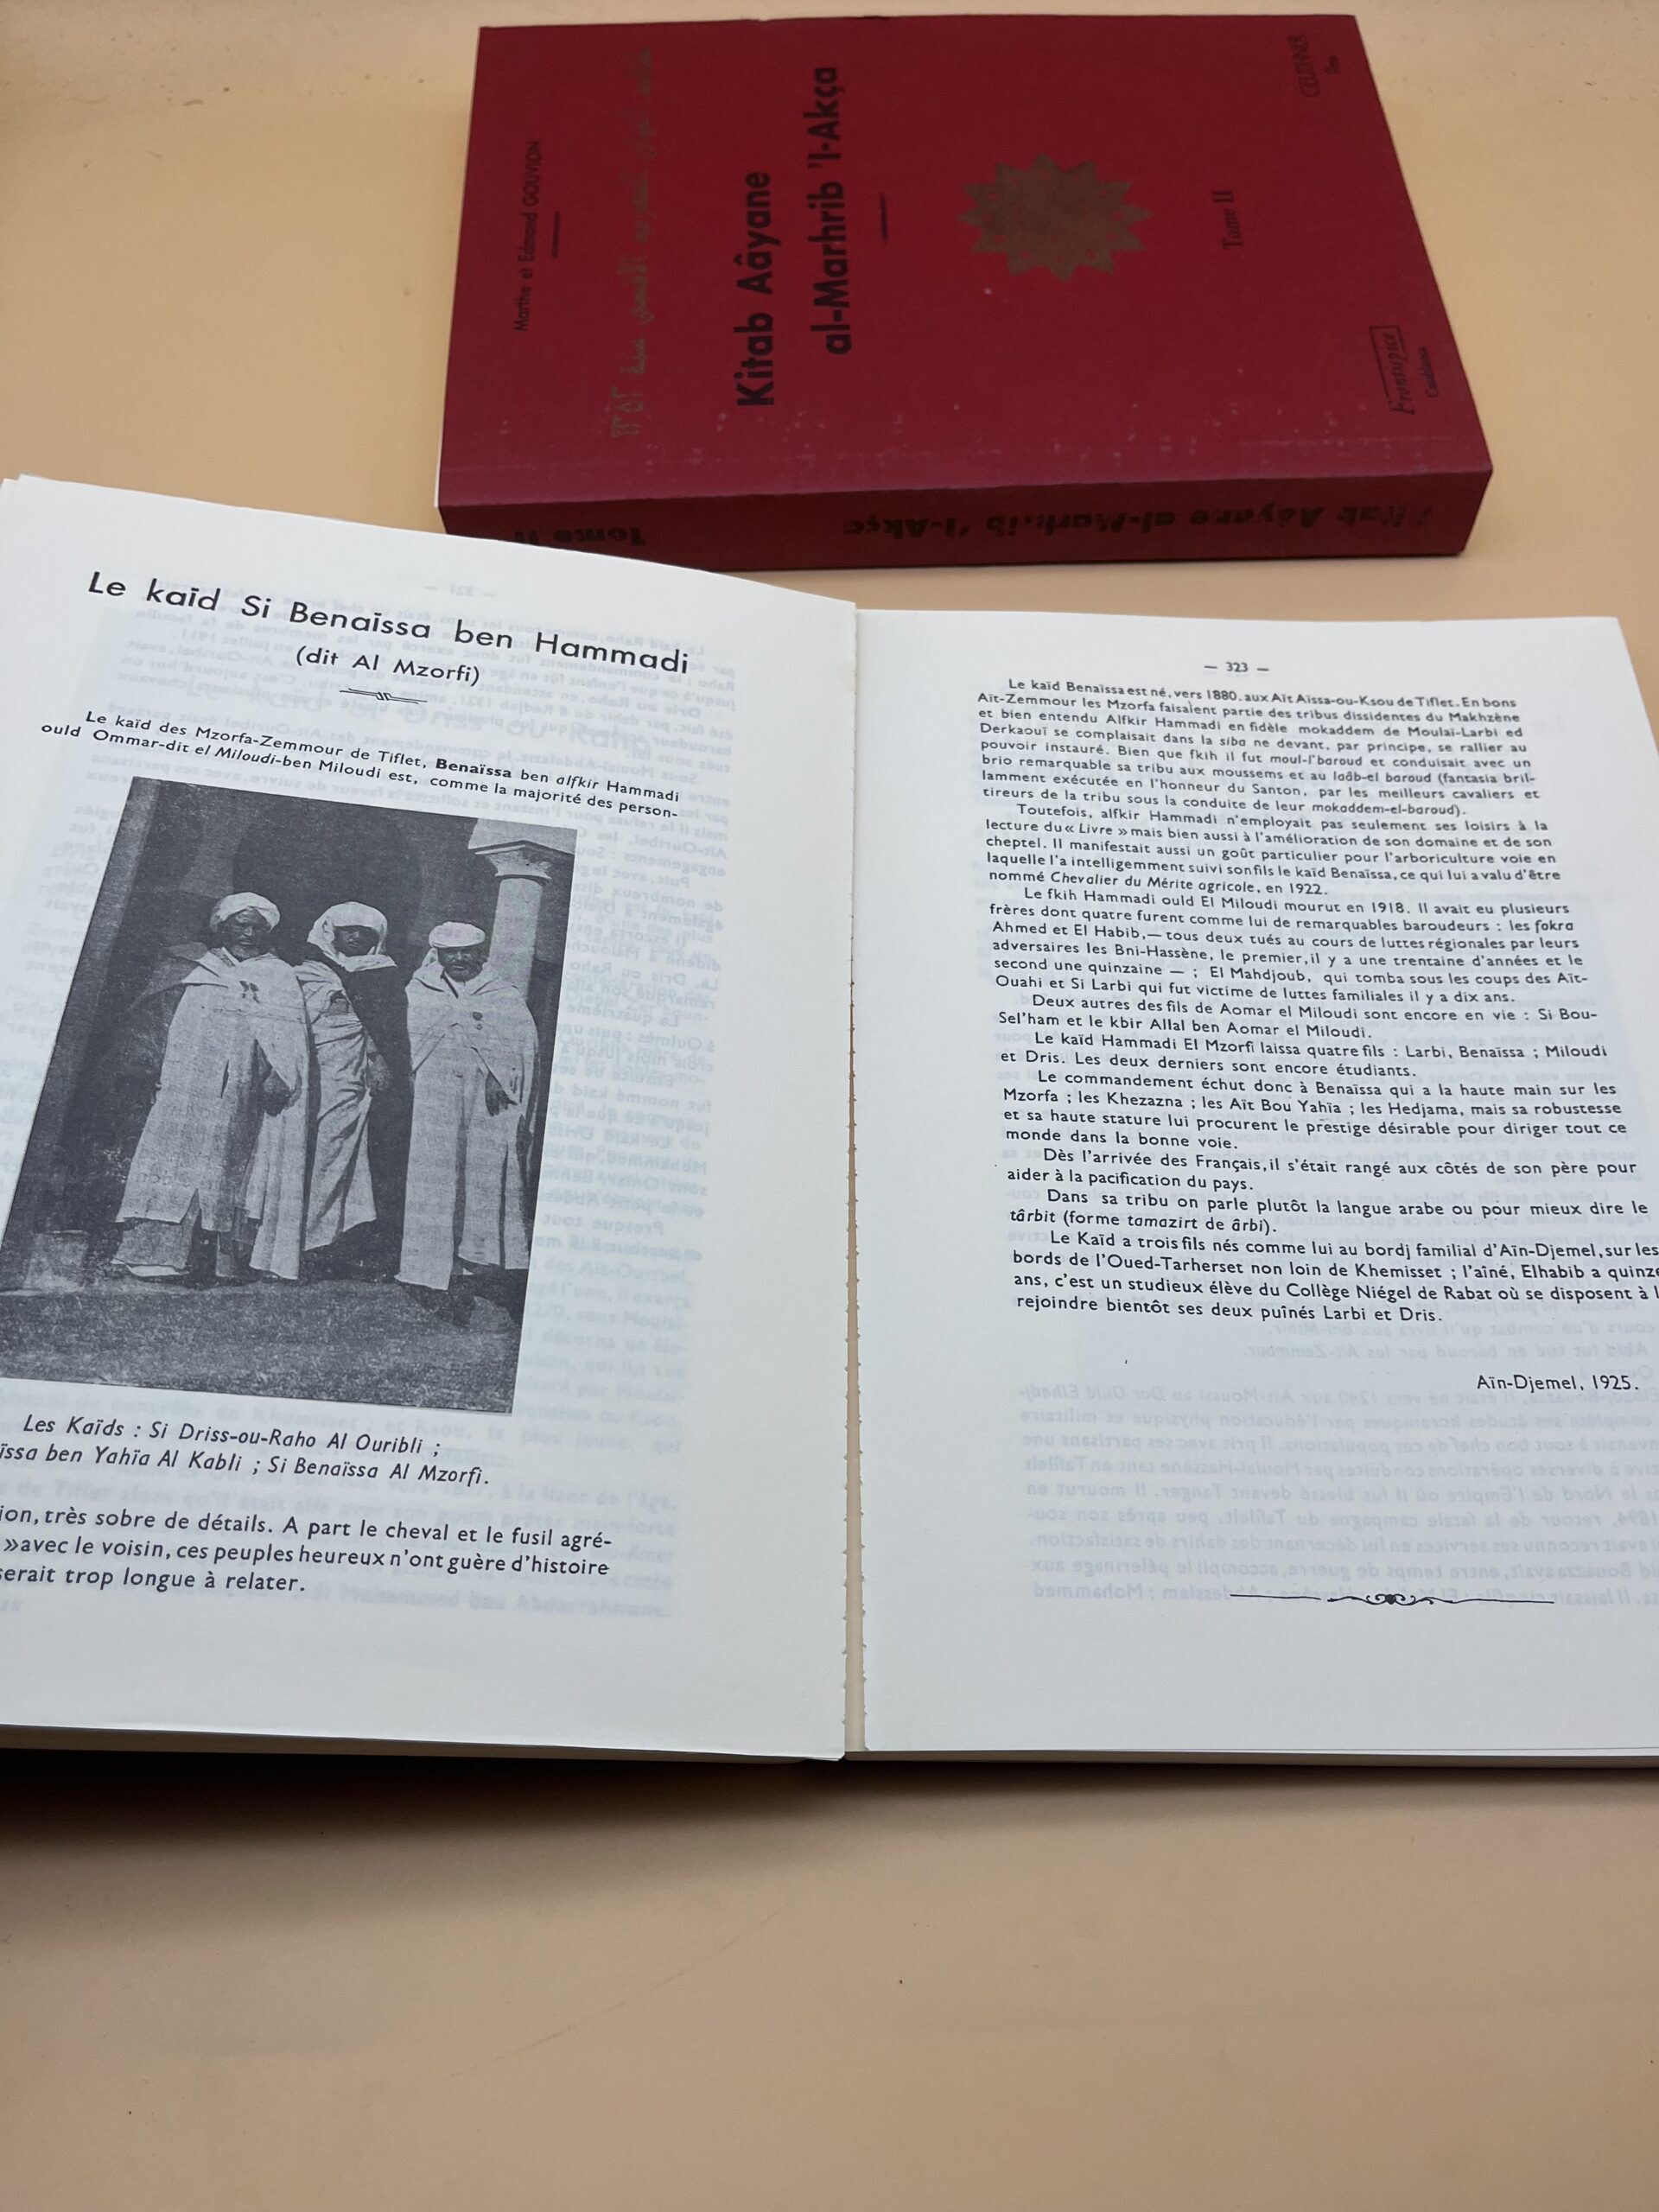 Marthe et Edmond GOUVION
Kitab Aâyane
al-Marhrib 'l-Akça
Tome II
Frontispice
Casablanca
GEUTHNER
Le kaïd Si Benaïssa ben Hammadi
(dit Al Mzorfi)
Le kaïd des Mzorfa-Zemmour de Tiflet, Benaïssa ben alfkir Hammadi
ould Ommar-dit el Miloudi-ben Miloudi est, comme la majorité des person-
Les Kaïds : Si Driss-ou-Raho Al Ouribli ;
ïssa ben Yahïa Al Kabli ; Si Benaïssa Al Mzorfi.
ion, très sobre de détails. A part le cheval et le fusil agré-
» avec le voisin, ces peuples heureux n'ont guère d'histoire
serait trop longue à relater.
— 323 —
Le kaïd Benaïssa est né, vers 1880, aux Aït Aïssa-ou-Ksou de Tiflet. En bons
Aït-Zemmour les Mzorfa faisaient partie des tribus dissidentes du Makhzène
et bien entendu Alfkir Hammadi en fidèle mokaddem de Moulaï-Larbi ed
Derkaouï se complaisait dans la siba ne devant, par principe, se rallier au
pouvoir instauré. Bien que fkih il fut moul-l'baroud et conduisait avec un
brio remarquable sa tribu aux moussems et au laâb-el baroud (fantasia bril-
lamment exécutée en l'honneur du Santon, par les meilleurs cavaliers et
tireurs de la tribu sous la conduite de leur mokaddem-el-baroud).
Toutefois, alfkir Hammadi n'employait pas seulement ses loisirs à la
lecture du « Livre » mais bien aussi à l'amélioration de son domaine et de son
cheptel. Il manifestait aussi un goût particulier pour l'arboriculture voie en
laquelle l'a intelligemment suivi son fils le kaïd Benaïssa, ce qui lui a valu d'être
nommé Chevalier du Mérite agricole, en 1922.
Le fkih Hammadi ould El Miloudi mourut en 1918. Il avait eu plusieurs
frères dont quatre furent comme lui de remarquables baroudeurs : les fokra
Ahmed et El Habib, — tous deux tués au cours de luttes régionales par leurs
adversaires les Bni-Hassène, le premier, il y a une trentaine d'années et le
second une quinzaine — ; El Mahdjoub, qui tomba sous les coups des Aït-
Ouahi et Si Larbi qui fut victime de luttes familiales il y a dix ans.
Deux autres des fils de Aomar el Miloudi sont encore en vie : Si Bou-
Sel'ham et le kbir Allal ben Aomar el Miloudi.
Le kaïd Hammadi El Mzorfi laissa quatre fils : Larbi, Benaïssa ; Miloudi
et Dris. Les deux derniers sont encore étudiants.
Le commandement échut donc à Benaïssa qui a la haute main sur les
Mzorfa ; les Khezazna ; les Aït Bou Yahïa ; les Hedjama, mais sa robustesse
et sa haute stature lui procurent le prestige désirable pour diriger tout ce
monde dans la bonne voie.
Dès l'arrivée des Français, il s'était rangé aux côtés de son père pour
aider à la pacification du pays.
Dans sa tribu on parle plutôt la langue arabe ou pour mieux dire le
târbit (forme tamazirt de ârbi).
Le Kaïd a trois fils nés comme lui au bordj familial d'Aïn-Djemel, sur les
bords de l'Oued-Tarherset non loin de Khemisset ; l'aîné, Elhabib a quinze
ans, c'est un studieux élève du Collège Niégel de Rabat où se disposent à l
rejoindre bientôt ses deux puînés Larbi et Dris.
Aïn-Djemel, 1925.